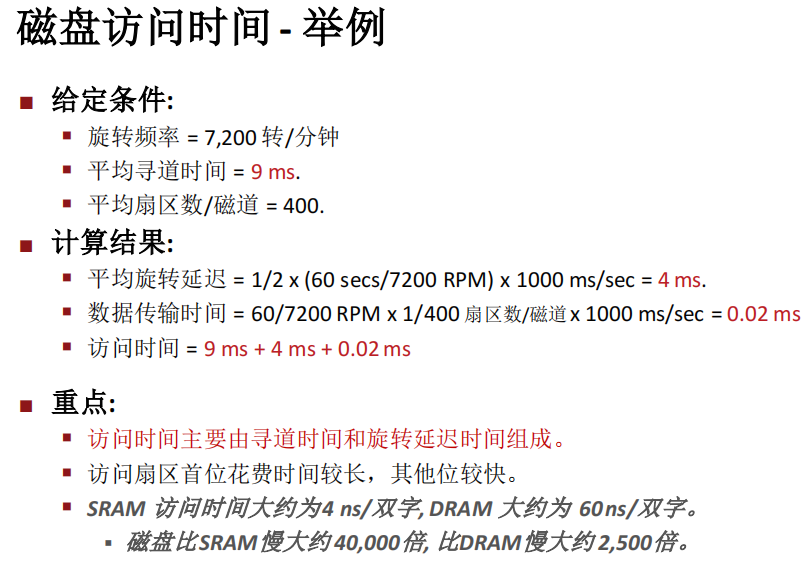 磁盘访问时间 - 举例
给定条件:
旋转频率 = 7,200 转/分钟
平均寻道时间 = 9 ms.
平均扇区数/磁道 = 400.
计算结果:
平均旋转延迟 = 1/2 x (60 secs/7200 RPM) x 1000 ms/sec = 4 ms.
数据传输时间 = 60/7200 RPM x 1/400 扇区数/磁道 x 1000 ms/sec = 0.02 ms
访问时间 = 9 ms + 4 ms + 0.02 ms
重点:
访问时间主要由寻道时间和旋转延迟时间组成。
访问扇区首位花费时间较长，其他位较快。
SRAM 访问时间大约为4 ns/双字, DRAM 大约为 60ns/双字。
磁盘比SRAM慢大约40,000倍, 比DRAM慢大约2,500倍。